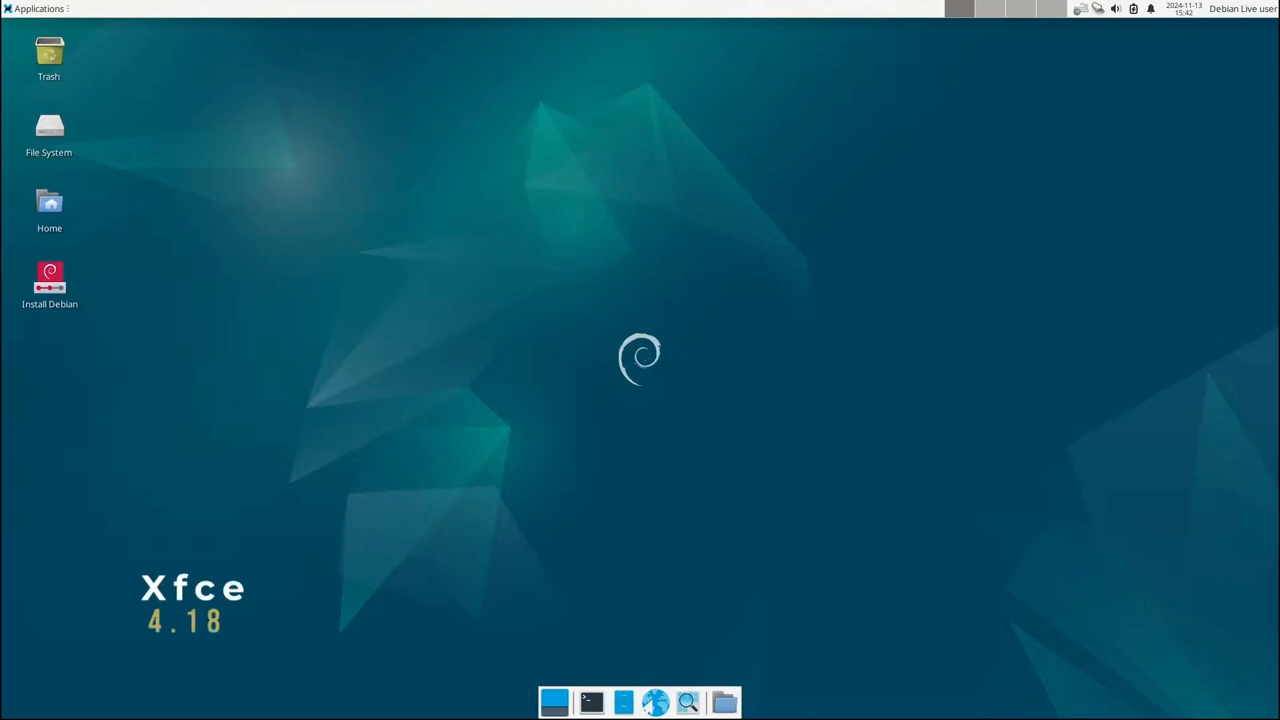 Applications
2024-11-13
15:42
Debian Live user
Trash
File System
Home
Install Debian
Xfce
4.18